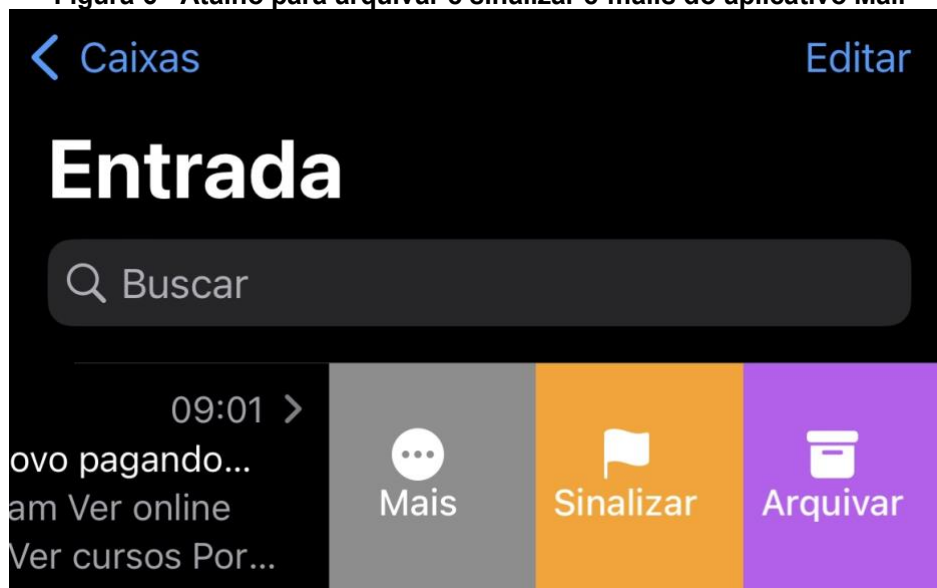 Caixas Editar
Entrada
Buscar
09:01
ovo pagando...
am Ver online
Ver cursos Por...
Mais Sinalizar Arquivar